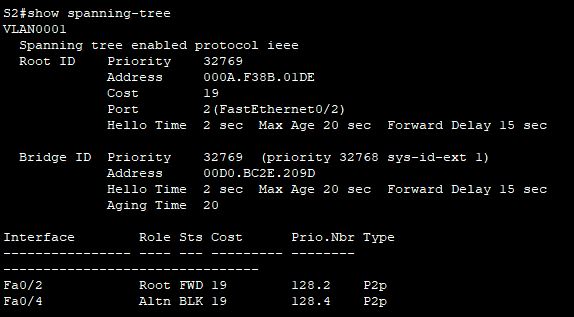 S2#show spanning-tree
VLAN0001
  Spanning tree enabled protocol ieee
  Root ID    Priority    32769
             Address     000A.F38B.01DE
             Cost        19
             Port        2(FastEthernet0/2)
             Hello Time  2 sec  Max Age 20 sec  Forward Delay 15 sec

  Bridge ID  Priority    32769  (priority 32768 sys-id-ext 1)
             Address     00D0.BC2E.209D
             Hello Time  2 sec  Max Age 20 sec  Forward Delay 15 sec
             Aging Time  20

Interface        Role Sts Cost      Prio.Nbr Type
---------------- ---- --- --------- --------
--------------------------------
Fa0/2            Root FWD 19        128.2    P2p
Fa0/4            Altn BLK 19        128.4    P2p